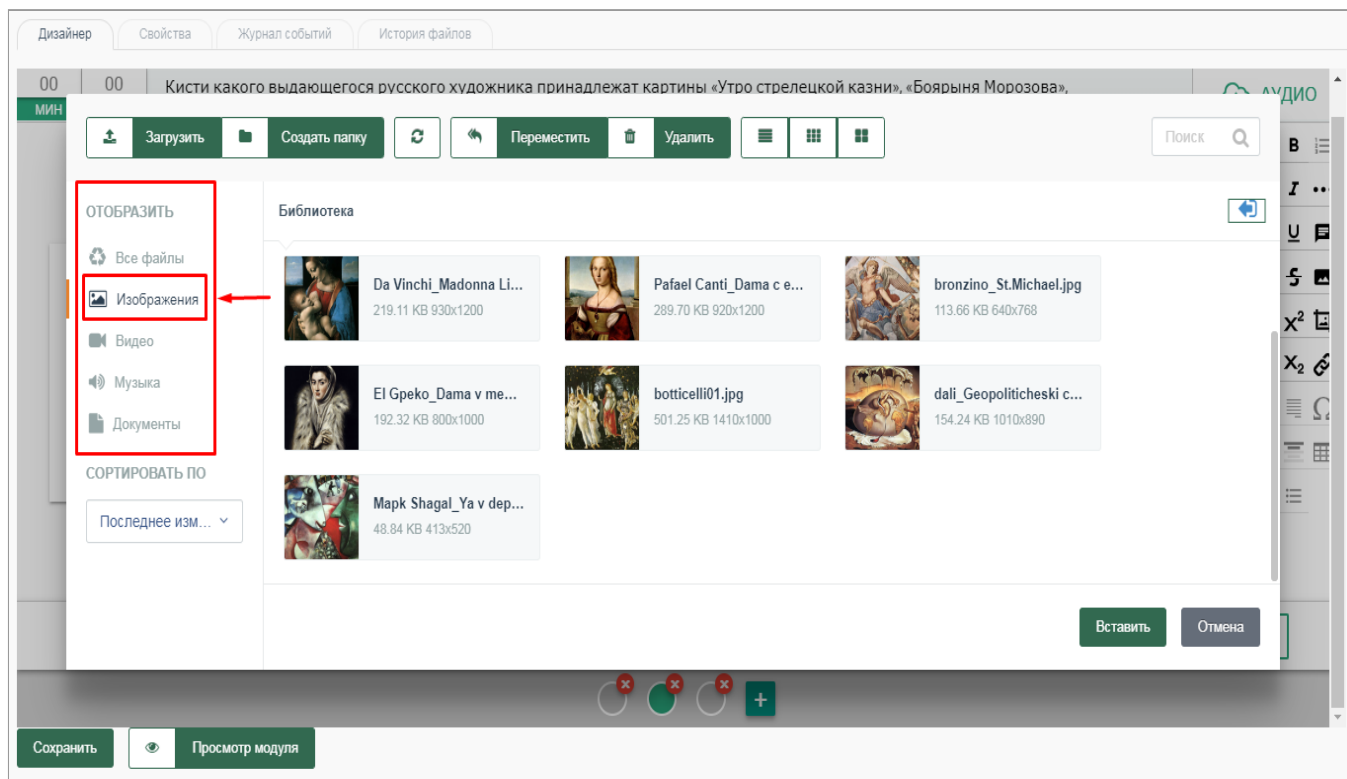 Дизайнер Свойства Журнал событий История файлов
00 00 Кисти какого выдающегося русского художника принадлежат картины «Утро стрелецкой казни», «Боярыня Морозова»,
МИН
АУДИО
Загрузить Создать папку Переместить Удалить Поиск
ОТОБРАЗИТЬ
Библиотека
Все файлы
Изображения
Видео
Музыка
Документы
СОРТИРОВАТЬ ПО
Последнее изм...
Da Vinchi_Madonna Li...
219.11 KB 930x1200
Pafael Canti_Dama c e...
289.70 KB 920x1200
bronzino_St.Michael.jpg
113.66 KB 640x768
El Gpeko_Dama v me...
192.32 KB 800x1000
botticelli01.jpg
501.25 KB 1410x1000
dali_Geopoliticheski c...
154.24 KB 1010x890
Mapk Shagal_Ya v dep...
48.84 KB 413x520
B
I
U
S
X²
X₂
Ω
Вставить Отмена
Сохранить Просмотр модуля